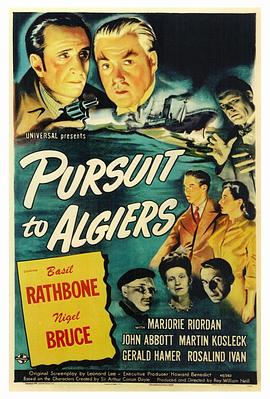 UNIVERSAL presents
PURSUIT
to ALGIERS
starring
Basil
RATHBONE
Nigel
BRUCE
with MARJORIE RIORDAN
JOHN ABBOTT MARTIN KOSLECK
GERALD HAMER ROSALIND IVAN
Original Screenplay by Leonard Lee - Executive Producer Howard Benedict
Based on the Characters Created by Sir Arthur Conan Doyle Produced and Directed by Roy William Neill